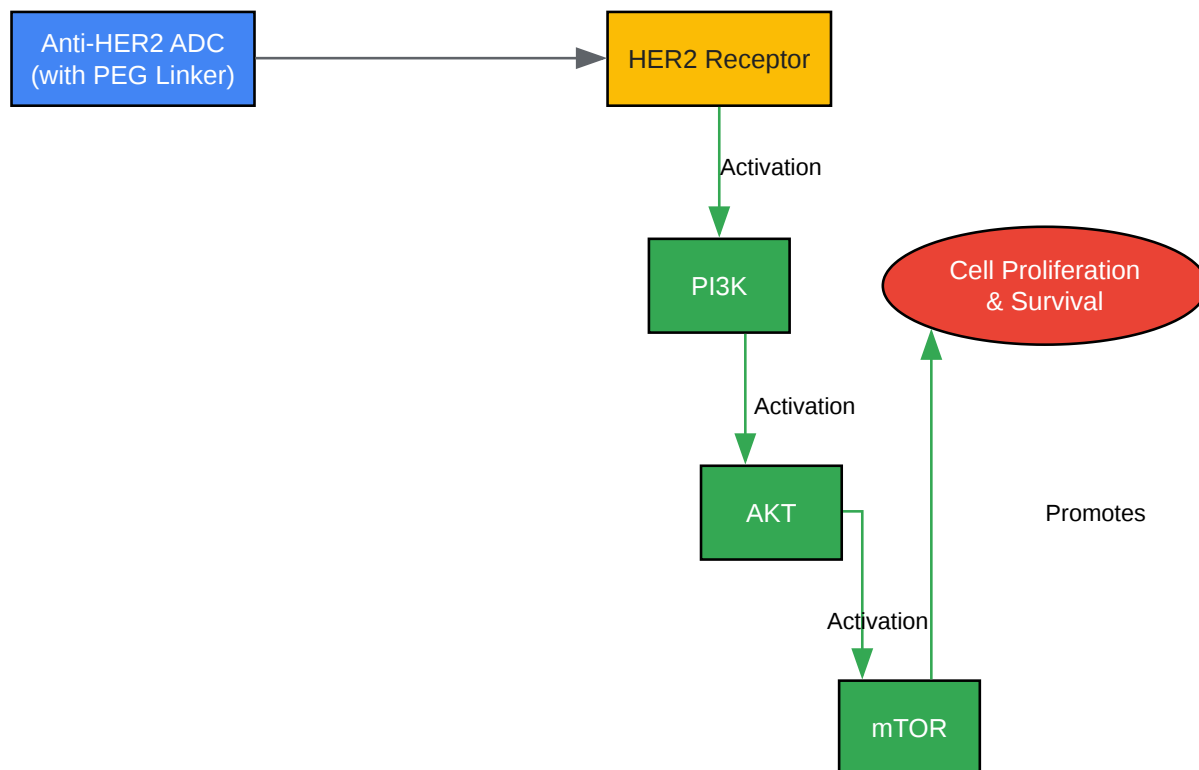 Anti-HER2 ADC
(with PEG Linker)
HER2 Receptor
Activation
PI3K
Cell Proliferation
& Survival
Activation
AKT
Promotes
Activation
mTOR